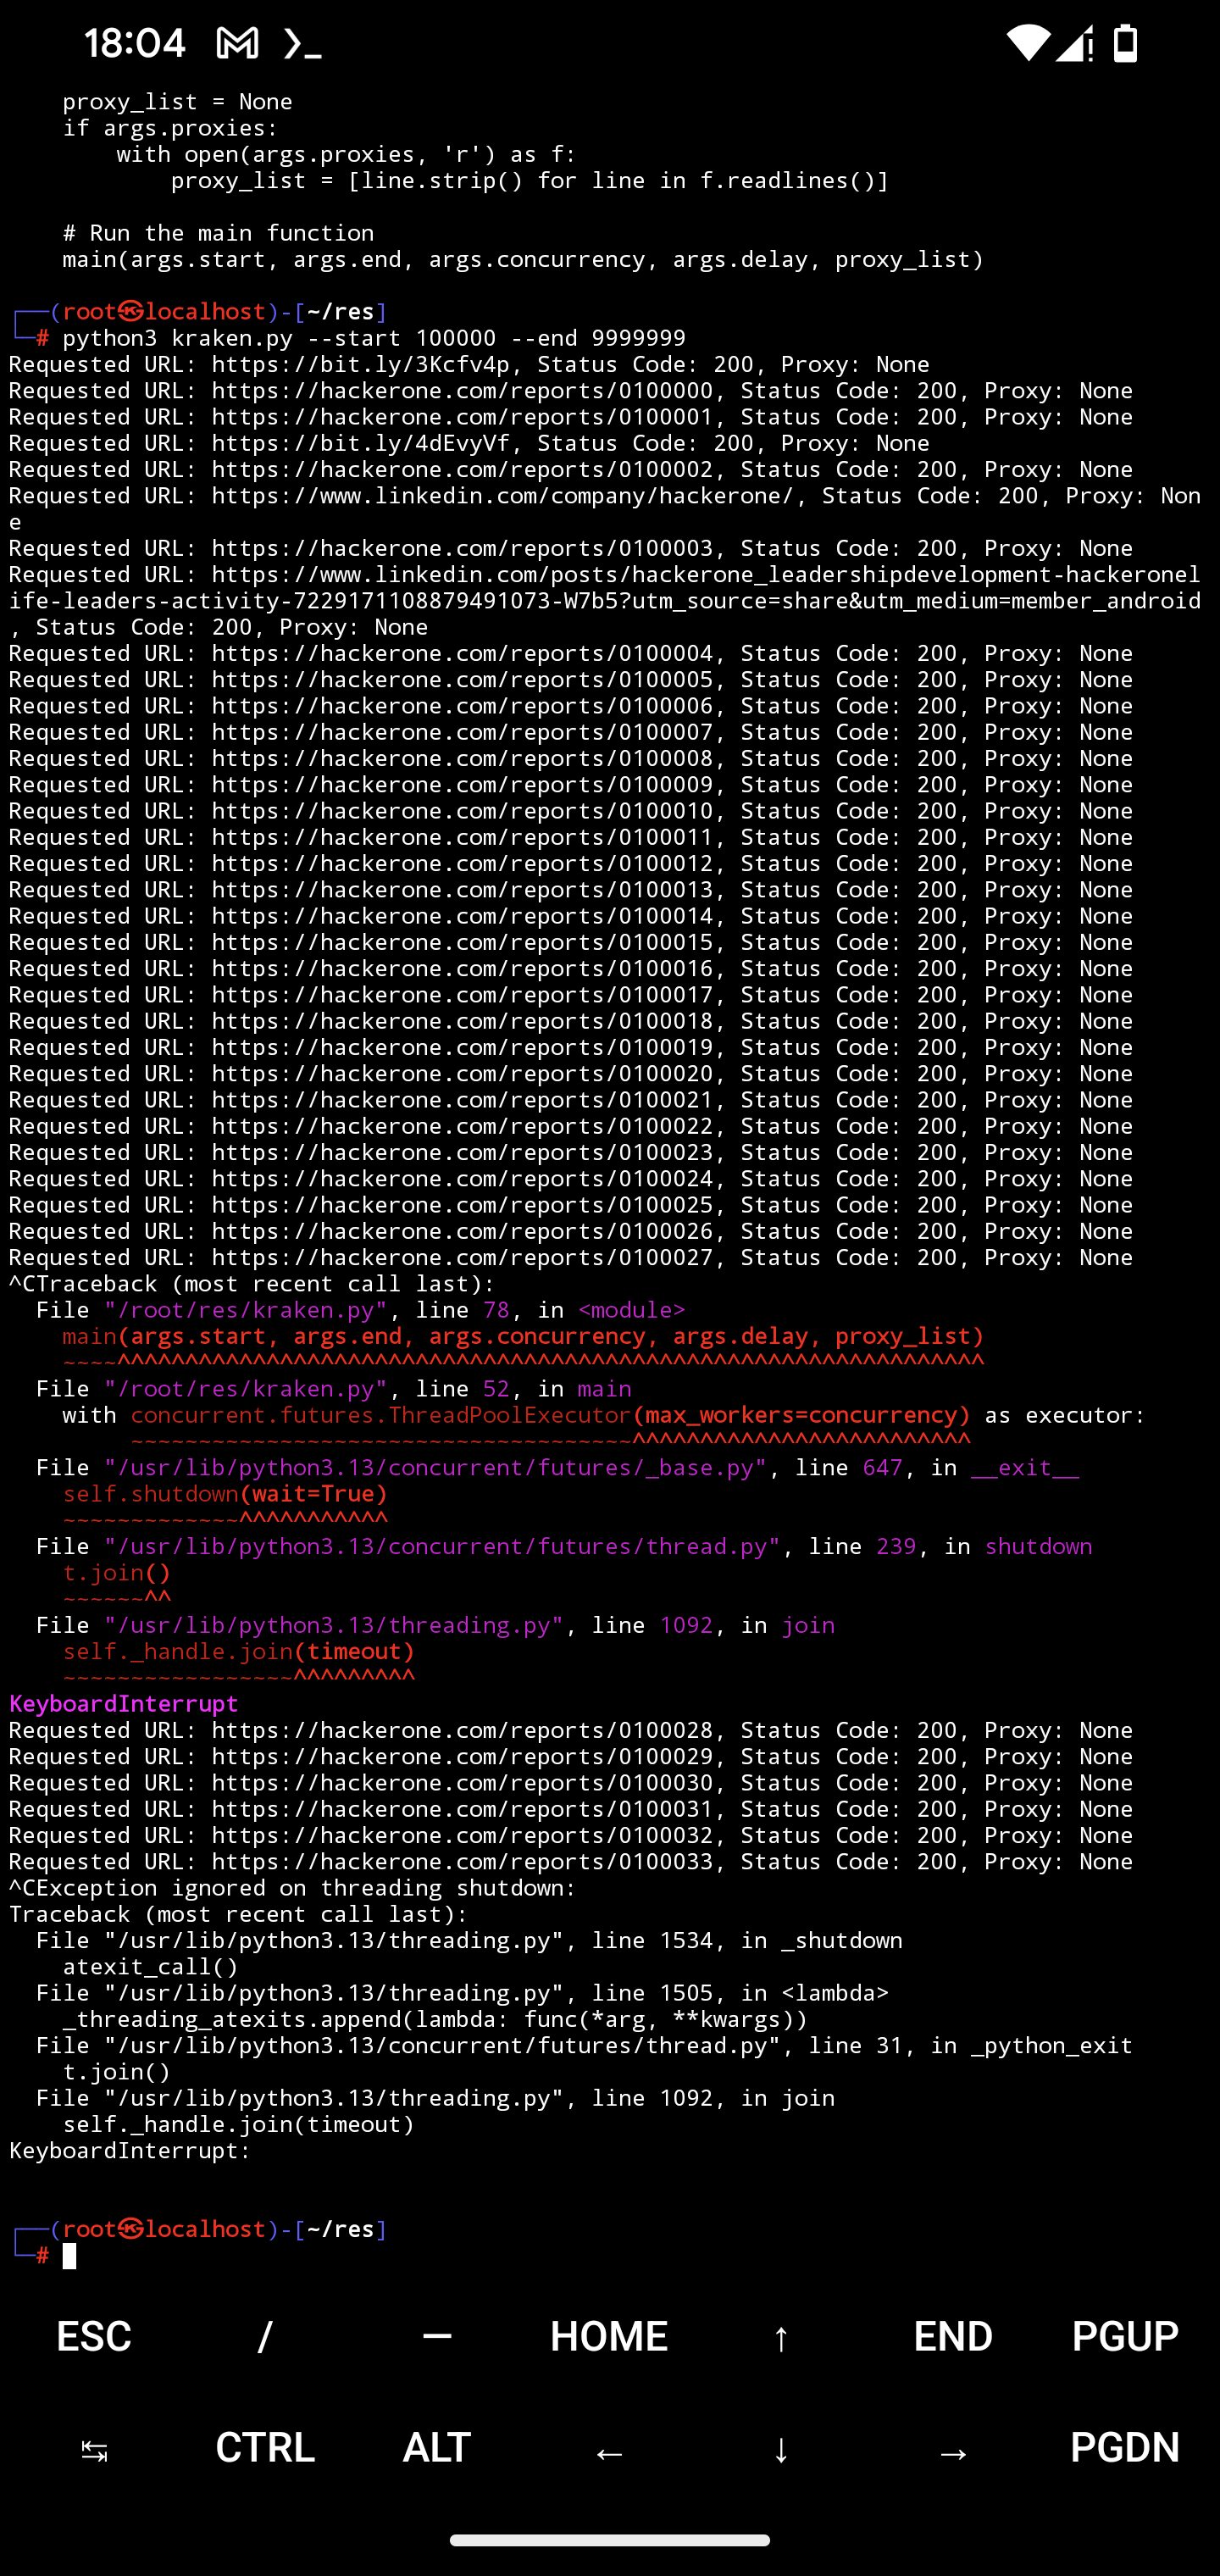 18:04
proxy_list = None
if args.proxies:
with open(args.proxies, 'r') as f:
proxy_list = [line.strip() for line in f.readlines()]
# Run the main function
main(args.start, args.end, args.concurrency, args.delay, proxy_list)
┌──(root㉿localhost)-[~/res]
└─# python3 kraken.py --start 100000 --end 9999999
Requested URL: https://bit.ly/3Kcfv4p, Status Code: 200, Proxy: None
Requested URL: https://hackerone.com/reports/0100000, Status Code: 200, Proxy: None
Requested URL: https://hackerone.com/reports/0100001, Status Code: 200, Proxy: None
Requested URL: https://bit.ly/4dEvyVf, Status Code: 200, Proxy: None
Requested URL: https://hackerone.com/reports/0100002, Status Code: 200, Proxy: None
Requested URL: https://www.linkedin.com/company/hackerone/, Status Code: 200, Proxy: Non
e
Requested URL: https://hackerone.com/reports/0100003, Status Code: 200, Proxy: None
Requested URL: https://www.linkedin.com/posts/hackerone_leadershipdevelopment-hackeronel
ife-leaders-activity-7229171108879491073-W7b5?utm_source=share&utm_medium=member_android
, Status Code: 200, Proxy: None
Requested URL: https://hackerone.com/reports/0100004, Status Code: 200, Proxy: None
Requested URL: https://hackerone.com/reports/0100005, Status Code: 200, Proxy: None
Requested URL: https://hackerone.com/reports/0100006, Status Code: 200, Proxy: None
Requested URL: https://hackerone.com/reports/0100007, Status Code: 200, Proxy: None
Requested URL: https://hackerone.com/reports/0100008, Status Code: 200, Proxy: None
Requested URL: https://hackerone.com/reports/0100009, Status Code: 200, Proxy: None
Requested URL: https://hackerone.com/reports/0100010, Status Code: 200, Proxy: None
Requested URL: https://hackerone.com/reports/0100011, Status Code: 200, Proxy: None
Requested URL: https://hackerone.com/reports/0100012, Status Code: 200, Proxy: None
Requested URL: https://hackerone.com/reports/0100013, Status Code: 200, Proxy: None
Requested URL: https://hackerone.com/reports/0100014, Status Code: 200, Proxy: None
Requested URL: https://hackerone.com/reports/0100015, Status Code: 200, Proxy: None
Requested URL: https://hackerone.com/reports/0100016, Status Code: 200, Proxy: None
Requested URL: https://hackerone.com/reports/0100017, Status Code: 200, Proxy: None
Requested URL: https://hackerone.com/reports/0100018, Status Code: 200, Proxy: None
Requested URL: https://hackerone.com/reports/0100019, Status Code: 200, Proxy: None
Requested URL: https://hackerone.com/reports/0100020, Status Code: 200, Proxy: None
Requested URL: https://hackerone.com/reports/0100021, Status Code: 200, Proxy: None
Requested URL: https://hackerone.com/reports/0100022, Status Code: 200, Proxy: None
Requested URL: https://hackerone.com/reports/0100023, Status Code: 200, Proxy: None
Requested URL: https://hackerone.com/reports/0100024, Status Code: 200, Proxy: None
Requested URL: https://hackerone.com/reports/0100025, Status Code: 200, Proxy: None
Requested URL: https://hackerone.com/reports/0100026, Status Code: 200, Proxy: None
Requested URL: https://hackerone.com/reports/0100027, Status Code: 200, Proxy: None
^CTraceback (most recent call last):
File "/root/res/kraken.py", line 78, in <module>
main(args.start, args.end, args.concurrency, args.delay, proxy_list)
~~~~^^^^^^^^^^^^^^^^^^^^^^^^^^^^^^^^^^^^^^^^^^^^^^^^^^^^^^^^^^^^^^^^
File "/root/res/kraken.py", line 52, in main
with concurrent.futures.ThreadPoolExecutor(max_workers=concurrency) as executor:
~~~~~~~~~~~~~~~~~~~~~~~~~~~~~~~~~~~~~^^^^^^^^^^^^^^^^^^^^^^^^^
File "/usr/lib/python3.13/concurrent/futures/_base.py", line 647, in __exit__
self.shutdown(wait=True)
~~~~~~~~~~~~~^^^^^^^^^^^
File "/usr/lib/python3.13/concurrent/futures/thread.py", line 239, in shutdown
t.join()
~~~~~~^^
File "/usr/lib/python3.13/threading.py", line 1092, in join
self._handle.join(timeout)
~~~~~~~~~~~~~~~~~^^^^^^^^^
KeyboardInterrupt
Requested URL: https://hackerone.com/reports/0100028, Status Code: 200, Proxy: None
Requested URL: https://hackerone.com/reports/0100029, Status Code: 200, Proxy: None
Requested URL: https://hackerone.com/reports/0100030, Status Code: 200, Proxy: None
Requested URL: https://hackerone.com/reports/0100031, Status Code: 200, Proxy: None
Requested URL: https://hackerone.com/reports/0100032, Status Code: 200, Proxy: None
Requested URL: https://hackerone.com/reports/0100033, Status Code: 200, Proxy: None
^CException ignored on threading shutdown:
Traceback (most recent call last):
File "/usr/lib/python3.13/threading.py", line 1534, in _shutdown
atexit_call()
File "/usr/lib/python3.13/threading.py", line 1505, in <lambda>
_threading_atexits.append(lambda: func(*arg, **kwargs))
File "/usr/lib/python3.13/concurrent/futures/thread.py", line 31, in _python_exit
t.join()
File "/usr/lib/python3.13/threading.py", line 1092, in join
self._handle.join(timeout)
KeyboardInterrupt:
┌──(root㉿localhost)-[~/res]
└─#
ESC / — HOME ↑ END PGUP
↹ CTRL ALT ← ↓ → PGDN